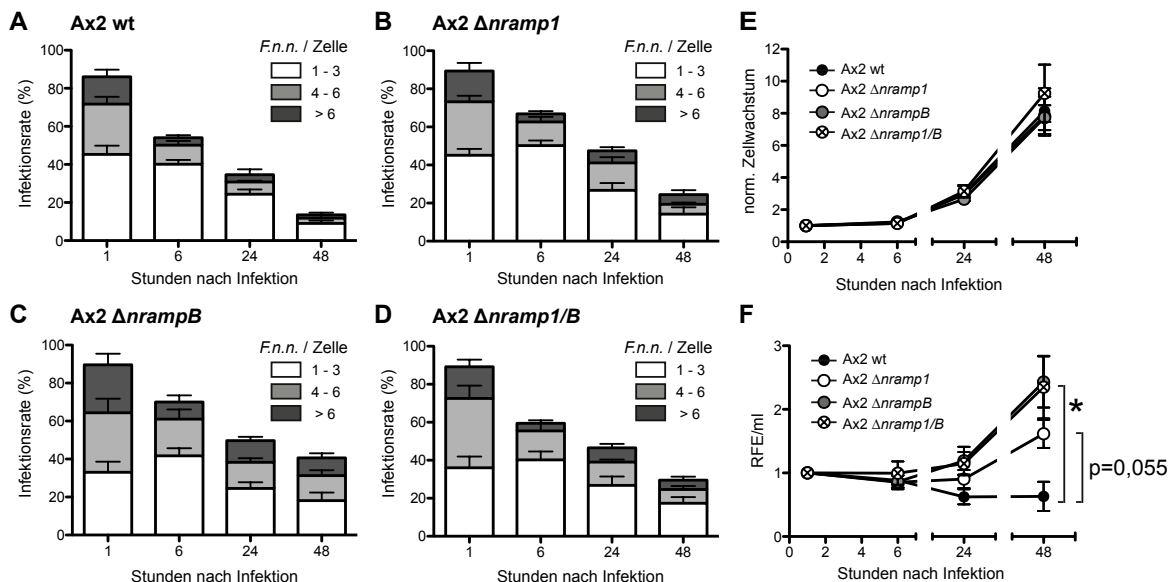 A
Ax2 wt
F.n.n. / Zelle
1 - 3
4 - 6
> 6
Infektionsrate (%)
100
80
60
40
20
0
1
6
24
48
Stunden nach Infektion
B
Ax2 Δnramp1
F.n.n. / Zelle
1 - 3
4 - 6
> 6
Infektionsrate (%)
100
80
60
40
20
0
1
6
24
48
Stunden nach Infektion
E
Ax2 wt
Ax2 Δnramp1
Ax2 ΔnrampB
Ax2 Δnramp1/B
norm. Zellwachstum
12
10
8
6
4
2
0
0
2
4
6
24
48
Stunden nach Infektion
C
Ax2 ΔnrampB
F.n.n. / Zelle
1 - 3
4 - 6
> 6
Infektionsrate (%)
100
80
60
40
20
0
1
6
24
48
Stunden nach Infektion
D
Ax2 Δnramp1/B
F.n.n. / Zelle
1 - 3
4 - 6
> 6
Infektionsrate (%)
100
80
60
40
20
0
1
6
24
48
Stunden nach Infektion
F
Ax2 wt
Ax2 Δnramp1
Ax2 ΔnrampB
Ax2 Δnramp1/B
RFE/ml
3
2
1
0
*
p=0,055
0
2
4
6
24
48
Stunden nach Infektion